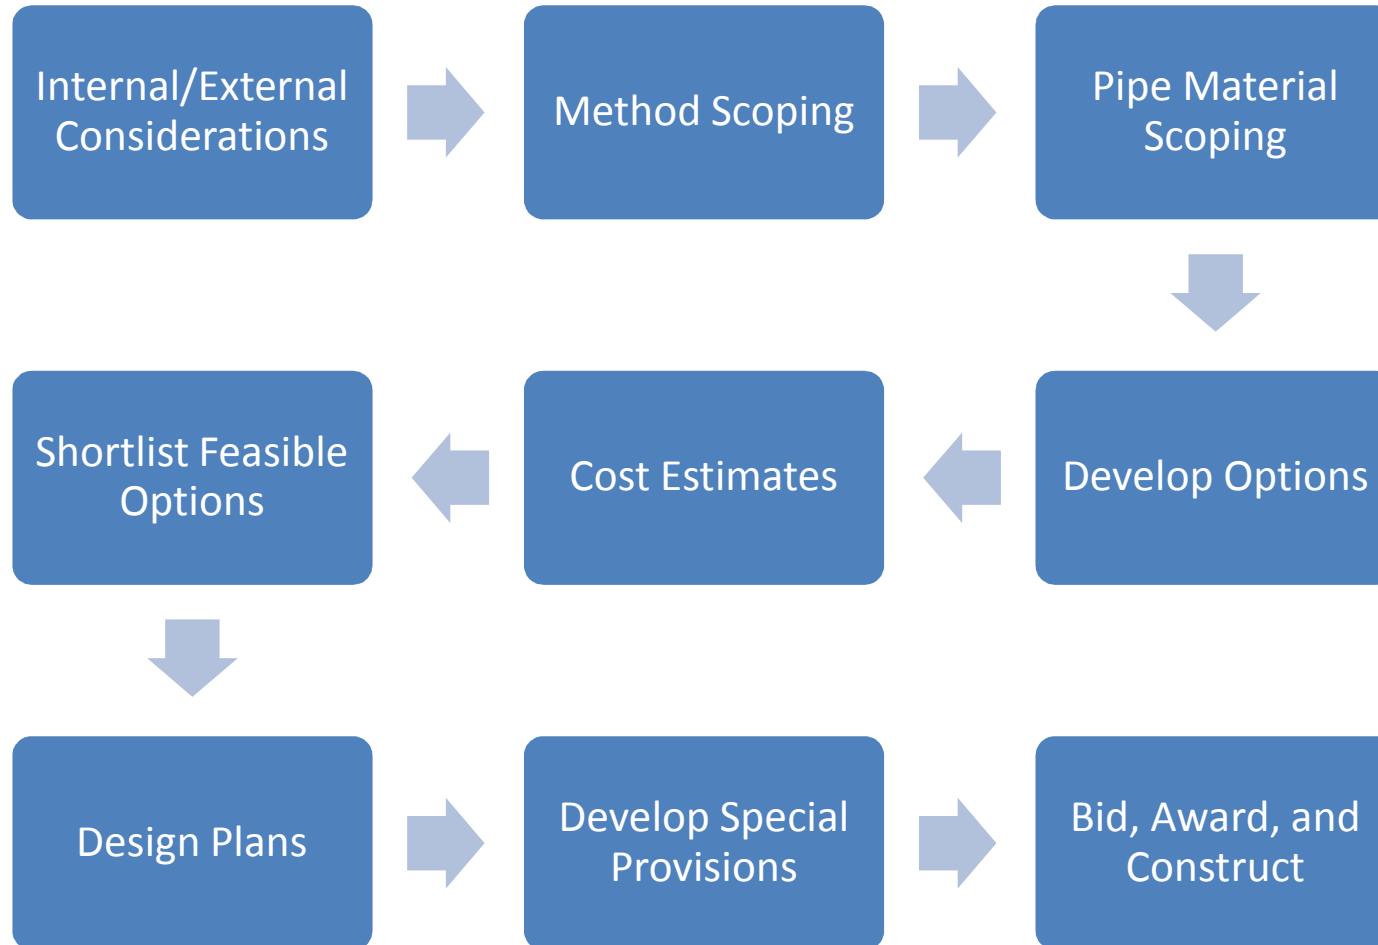 Internal/External
Considerations
Method Scoping
Pipe Material
Scoping
Develop Options
Cost Estimates
Shortlist Feasible
Options
Design Plans
Develop Special
Provisions
Bid, Award, and
Construct